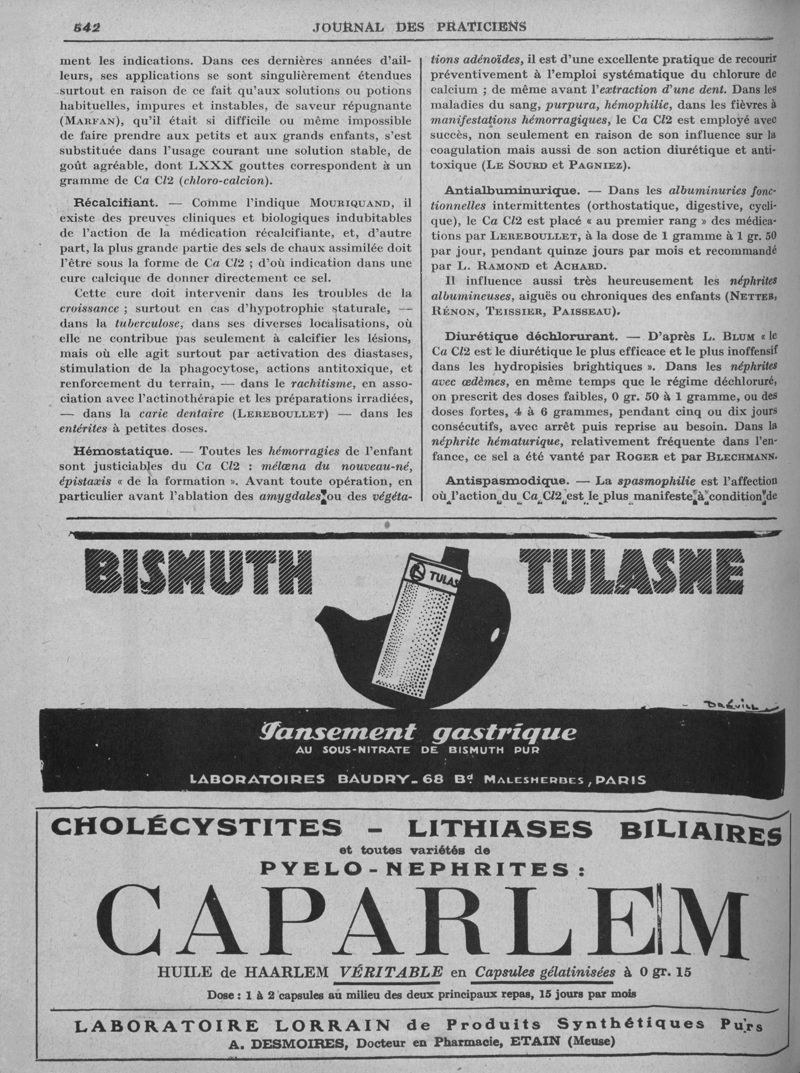 542
JOURNAL DES PRATICIENS
ment les indications. Dans ces dernières années d'ail-
leurs, ses applications se sont singulièrement étendues
surtout en raison de ce fait qu'aux solutions ou potions
habituelles, impures et instables, de saveur répugnante
(MARFAN), qu'il était si difficile ou même impossible
de faire prendre aux petits et aux grands enfants, s'est
substituée dans l'usage courant une solution stable, de
goût agréable, dont LXXX gouttes correspondent à un
gramme de Ca Cl2 (chloro-calcion).
Récalcifiant. — Comme l'indique MOURIQUAND, il
existe des preuves cliniques et biologiques indubitables
de l'action de la médication récalcifiante, et, d'autre
part, la plus grande partie des sels de chaux assimilée doit
l'être sous la forme de Ca Cl2 ; d'où indication dans une
cure calcique de donner directement ce sel.
Cette cure doit intervenir dans les troubles de la
croissance ; surtout en cas d'hypotrophie staturale, —
dans la tuberculose, dans ses diverses localisations, où
elle ne contribue pas seulement à calcifier les lésions,
mais où elle agit surtout par activation des diastases,
stimulation de la phagocytose, actions antitoxique, et
renforcement du terrain, — dans le rachitisme, en asso-
ciation avec l'actinothérapie et les préparations irradiées,
— dans la carie dentaire (LEREBOULLET) — dans les
entérites à petites doses.
Hémostatique. — Toutes les hémorragies de l'enfant
sont justiciables du Ca Cl2 : mélœna du nouveau-né,
épistaxis « de la formation ». Avant toute opération, en
particulier avant l'ablation des amygdales ou des végéta-
tions adénoïdes, il est d'une excellente pratique de recourir
préventivement à l'emploi systématique du chlorure de
calcium ; de même avant l'extraction d'une dent. Dans les
maladies du sang, purpura, hémophilie, dans les fièvres à
manifestations hémorragiques, le Ca Cl2 est employé avec
succès, non seulement en raison de son influence sur la
coagulation mais aussi de son action diurétique et anti-
toxique (LE SOURD et PAGNIEZ).
Antialbuminurique. — Dans les albuminuries fonc-
tionnelles intermittentes (orthostatique, digestive, cycli-
que), le Ca Cl2 est placé « au premier rang » des médica-
tions par LEREBOULLET, à la dose de 1 gramme à 1 gr. 50
par jour, pendant quinze jours par mois et recommandé
par L. RAMOND et ACHARD.
Il influence aussi très heureusement les néphrites
albumineuses, aiguës ou chroniques des enfants (NETTER,
RÉNON, TEISSIER, PAISSEAU).
Diurétique déchlorurant. — D'après L. BLUM « le
Ca Cl2 est le diurétique le plus efficace et le plus inoffensif
dans les hydropisies brightiques ». Dans les néphrites
avec œdèmes, en même temps que le régime déchloruré,
on prescrit des doses faibles, 0 gr. 50 à 1 gramme, ou des
doses fortes, 4 à 6 grammes, pendant cinq ou dix jours
consécutifs, avec arrêt puis reprise au besoin. Dans la
néphrite hématurique, relativement fréquente dans l'en-
fance, ce sel a été vanté par ROGER et par BLECHMANN.
Antispasmodique. — La spasmophilie est l'affection
où l'action du Ca Cl2 est le plus manifeste à condition de
BISMUTH TULASNE
TULAS
DRÉVILL
Pansement gastrique
AU SOUS-NITRATE DE BISMUTH PUR
LABORATOIRES BAUDRY_68 Bd MALESHERBES, PARIS
CHOLÉCYSTITES - LITHIASES BILIAIRES
et toutes variétés de
PYELO-NEPHRITES :
CAPARLEM
HUILE de HAARLEM VÉRITABLE en Capsules gélatinisées à 0 gr. 15
Dose : 1 à 2 capsules au milieu des deux principaux repas, 15 jours par mois
LABORATOIRE LORRAIN de Produits Synthétiques Purs
A. DESMOIRES, Docteur en Pharmacie, ETAIN (Meuse)